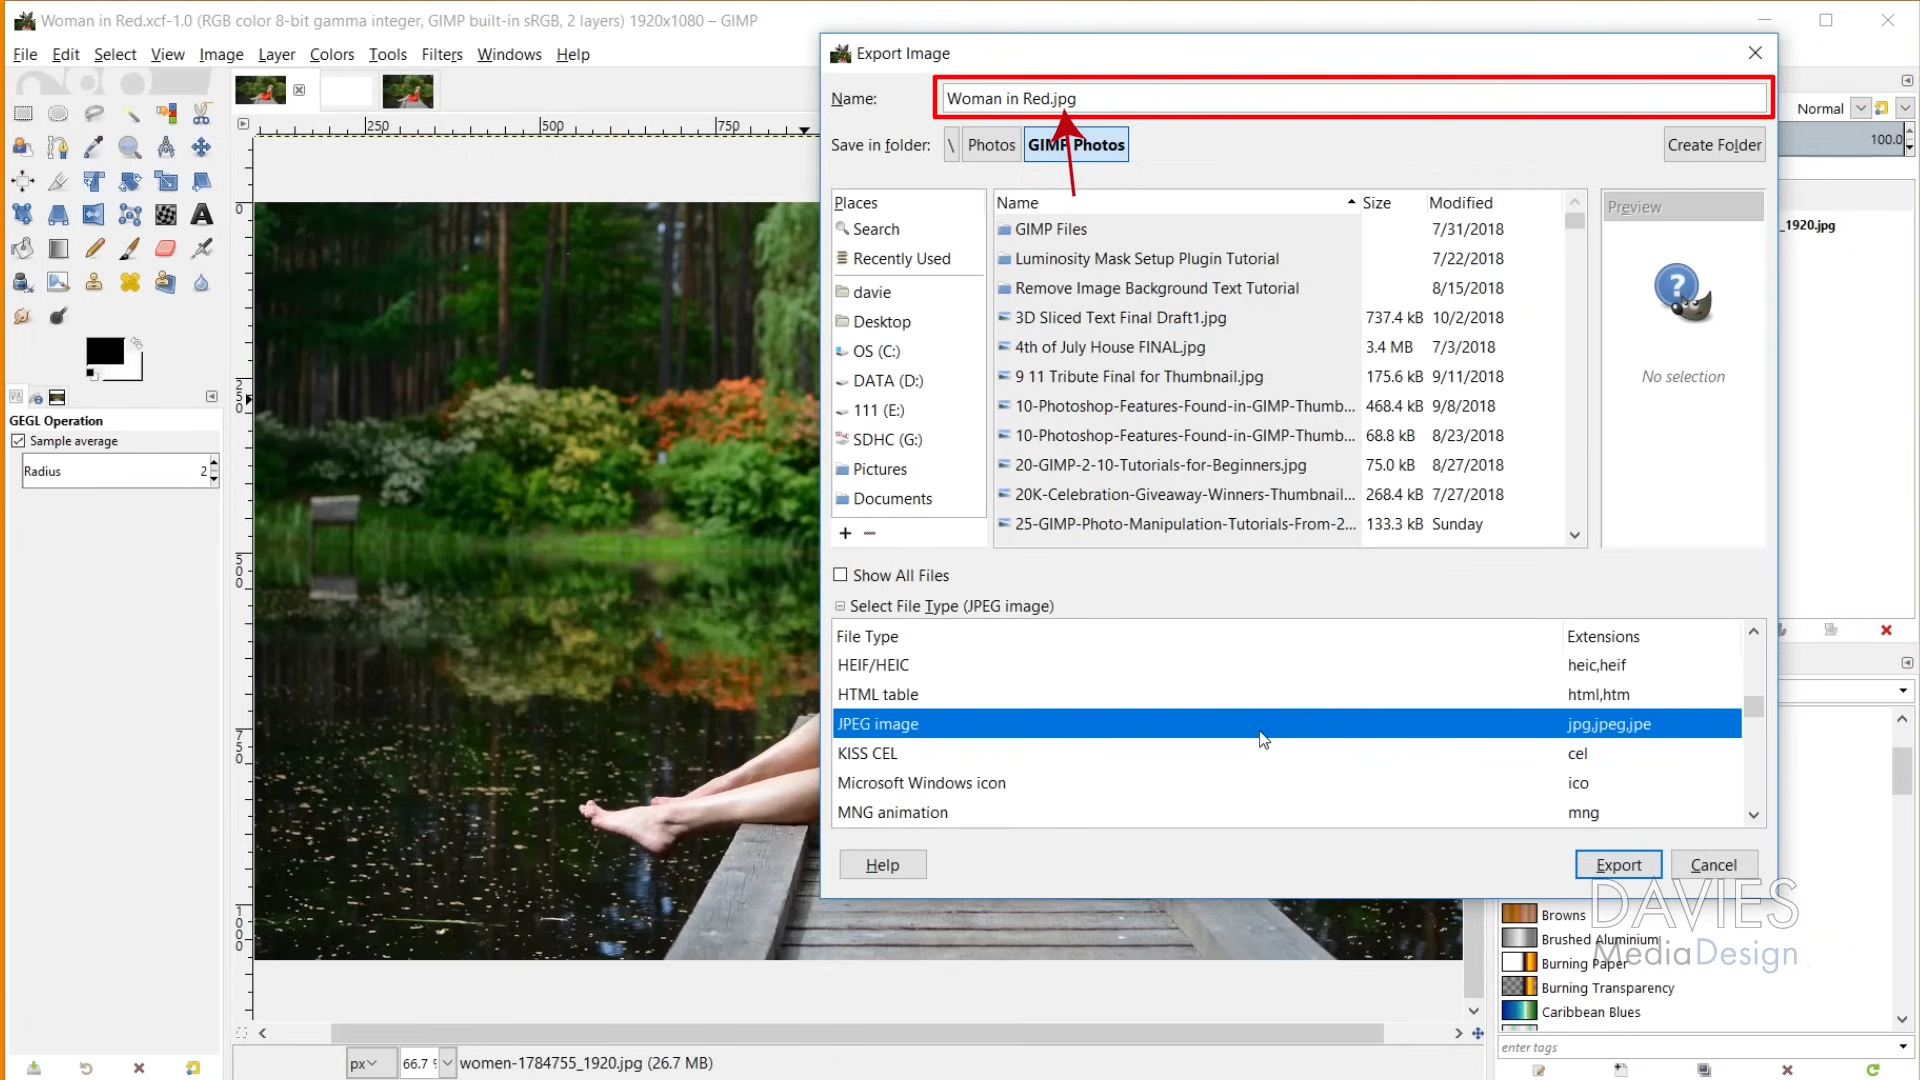 Woman in Red.xcf-1.0 (RGB color 8-bit gamma integer, GIMP built-in sRGB, 2 layers) 1920x1080 – GIMP
File Edit Select View Image Layer Colors Tools Filters Windows Help
Export Image
Name: Woman in Red.jpg
Save in folder: \ Photos GIMP Photos Create Folder
Normal
100.0
250 500 750
Places
Search
Recently Used
davie
Desktop
OS (C:)
DATA (D:)
111 (E:)
SDHC (G:)
Pictures
Documents
Name Size Modified
GIMP Files 7/31/2018
Luminosity Mask Setup Plugin Tutorial 7/22/2018
Remove Image Background Text Tutorial 8/15/2018
3D Sliced Text Final Draft1.jpg 737.4 kB 10/2/2018
4th of July House FINAL.jpg 3.4 MB 7/3/2018
9 11 Tribute Final for Thumbnail.jpg 175.6 kB 9/11/2018
10-Photoshop-Features-Found-in-GIMP-Thumb... 468.4 kB 9/8/2018
10-Photoshop-Features-Found-in-GIMP-Thumb... 68.8 kB 8/23/2018
20-GIMP-2-10-Tutorials-for-Beginners.jpg 75.0 kB 8/27/2018
20K-Celebration-Giveaway-Winners-Thumbnail... 268.4 kB 7/27/2018
25-GIMP-Photo-Manipulation-Tutorials-From-2... 133.3 kB Sunday
Preview
No selection
_1920.jpg
GEGL Operation
Sample average
Radius 2
0
250
500
750
1000
Show All Files
Select File Type (JPEG image)
File Type Extensions
HEIF/HEIC heic,heif
HTML table html,htm
JPEG image jpg,jpeg,jpe
KISS CEL cel
Microsoft Windows icon ico
MNG animation mng
Help Export Cancel
DAVIES
MediaDesign
Browns
Brushed Aluminium
Burning Paper
Burning Transparency
Caribbean Blues
enter tags
px 66.7 women-1784755_1920.jpg (26.7 MB)